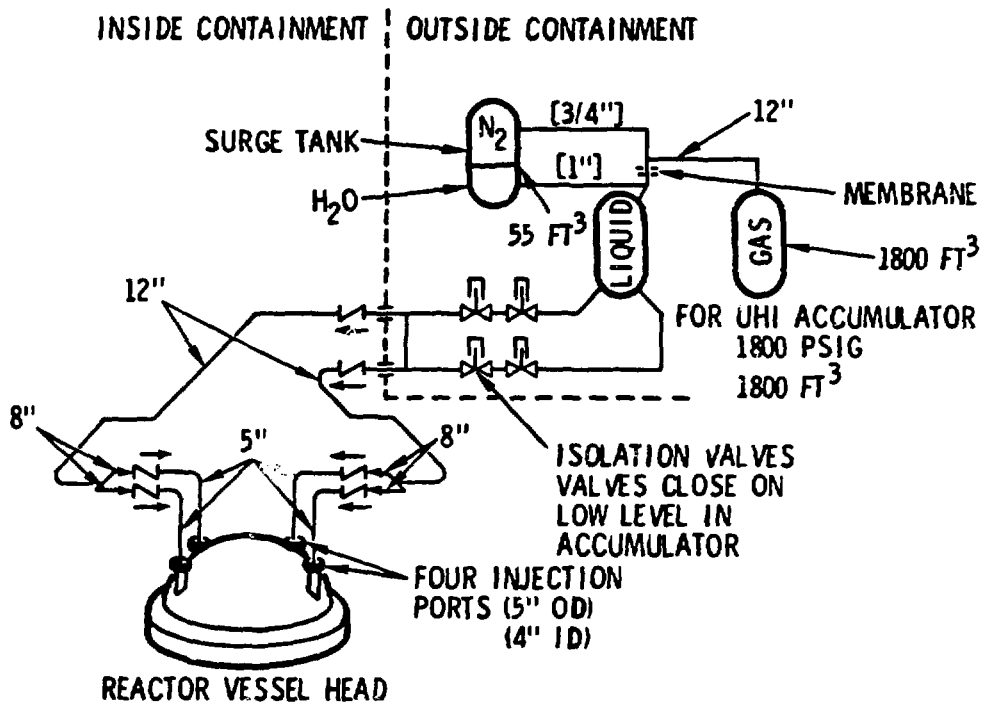 INSIDE CONTAINMENT
OUTSIDE CONTAINMENT
[3/4"]
12"
N2
SURGE TANK
[1"]
H2O
MEMBRANE
55 FT3
LIQUID
GAS
1800 FT3
12"
FOR UHI ACCUMULATOR
1800 PSIG
1800 FT3
8"
5"
8"
ISOLATION VALVES
VALVES CLOSE ON
LOW LEVEL IN
ACCUMULATOR
FOUR INJECTION
PORTS (5" OD)
(4" ID)
REACTOR VESSEL HEAD